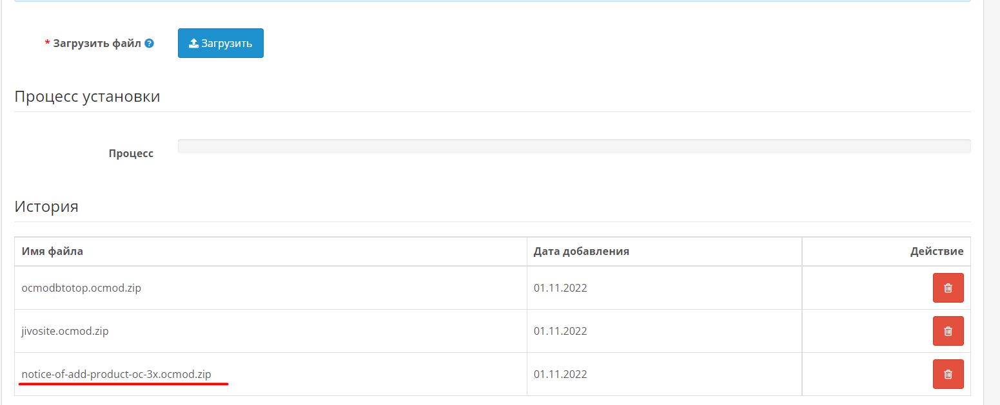 * Загрузить файл ?
Загрузить
Процесс установки
Процесс
История
Имя файла Дата добавления Действие
ocmodbtotop.ocmod.zip 01.11.2022
jivosite.ocmod.zip 01.11.2022
notice-of-add-product-oc-3x.ocmod.zip 01.11.2022